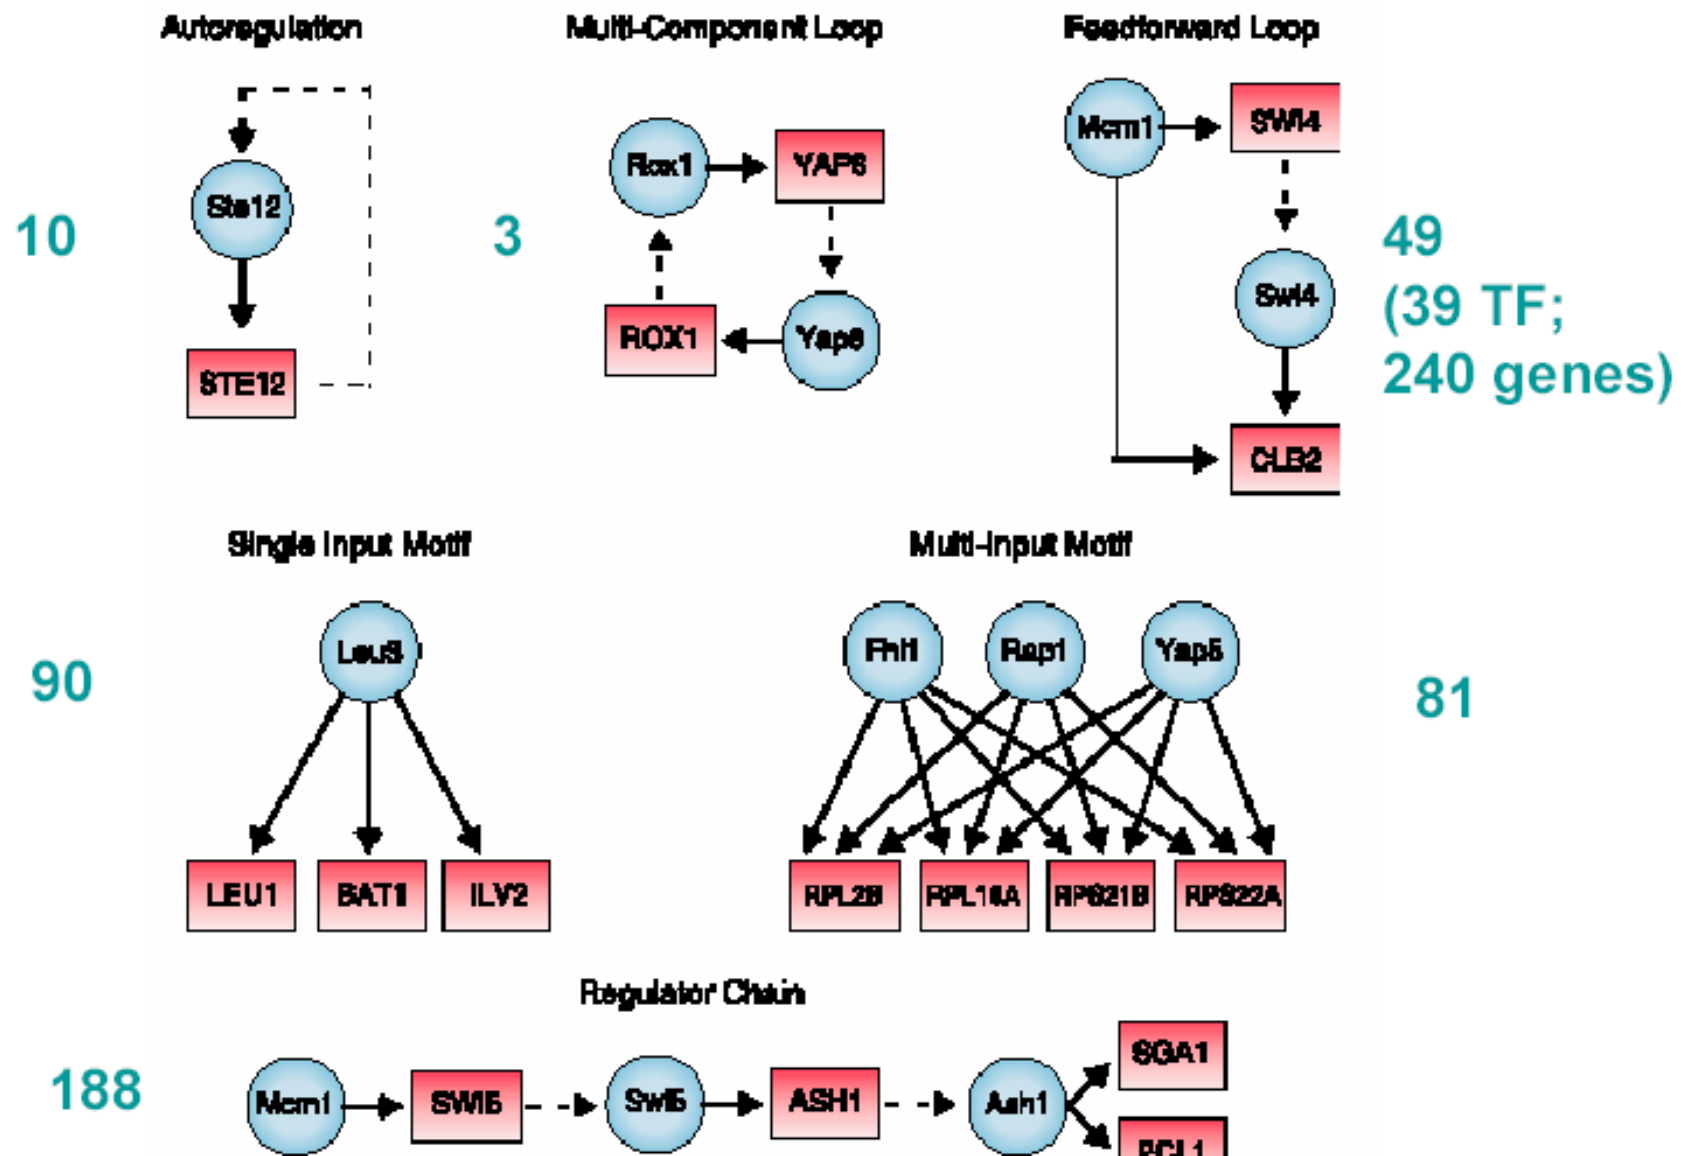 Autoregulation
Multi-Component Loop
Feedforward Loop
Mcm1
SWI4
Rox1
YAP6
Ste12
10
3
49
(39 TF;
240 genes)
Swi4
ROX1
Yap6
STE12
CLB2
Single Input Motif
Multi-Input Motif
Leu3
Fhl1
Rap1
Yap5
90
81
LEU1
BAT1
ILV2
RPL2B
RPL16A
RPS21B
RPS22A
Regulator Chain
188
Mcm1
SWI5
Swi5
ASH1
Ash1
SGA1
PCL1